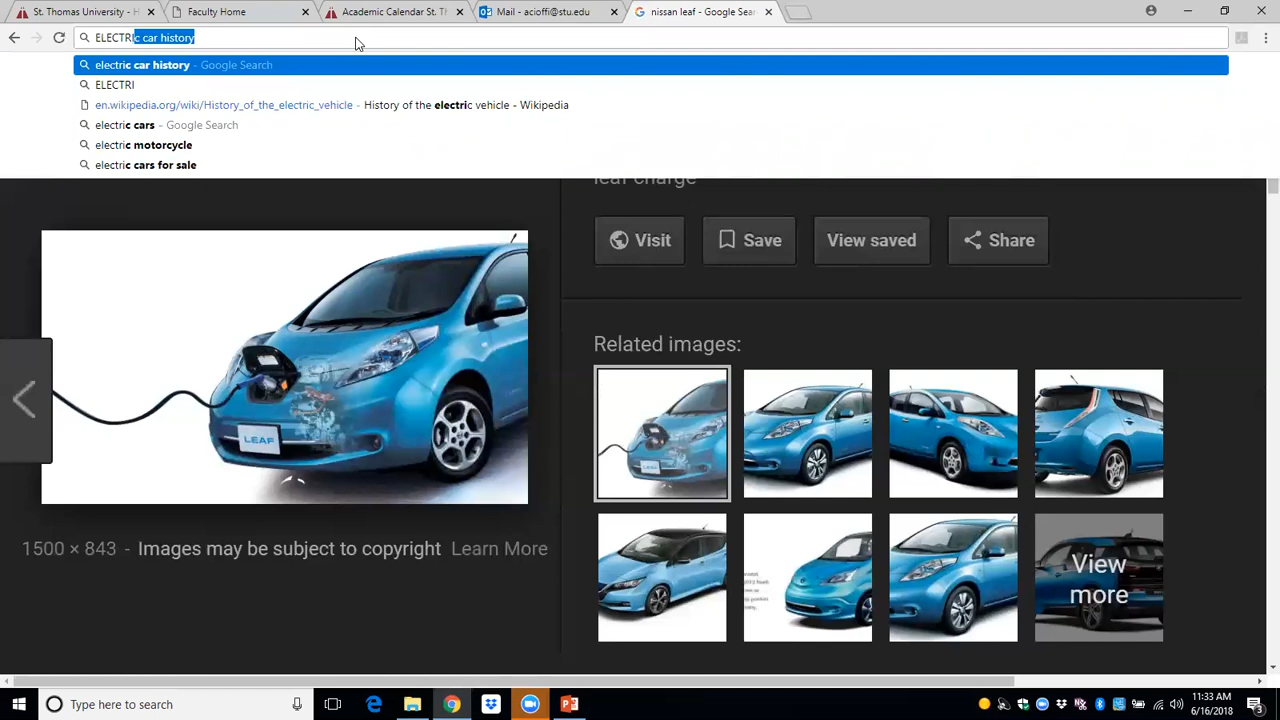 St. Thomas University - H
Faculty Home
Academic Calendar St. Th
Mail - acioffi@stu.edu
nissan leaf - Google Sear
ELECTRIc car history
electric car history - Google Search
ELECTRI
en.wikipedia.org/wiki/History_of_the_electric_vehicle - History of the electric vehicle - Wikipedia
electric cars - Google Search
electric motorcycle
electric cars for sale
leaf charge
Visit
Save
View saved
Share
Related images:
LEAF
View more
1500 × 843 - Images may be subject to copyright Learn More
Type here to search
11:33 AM
6/16/2018
3